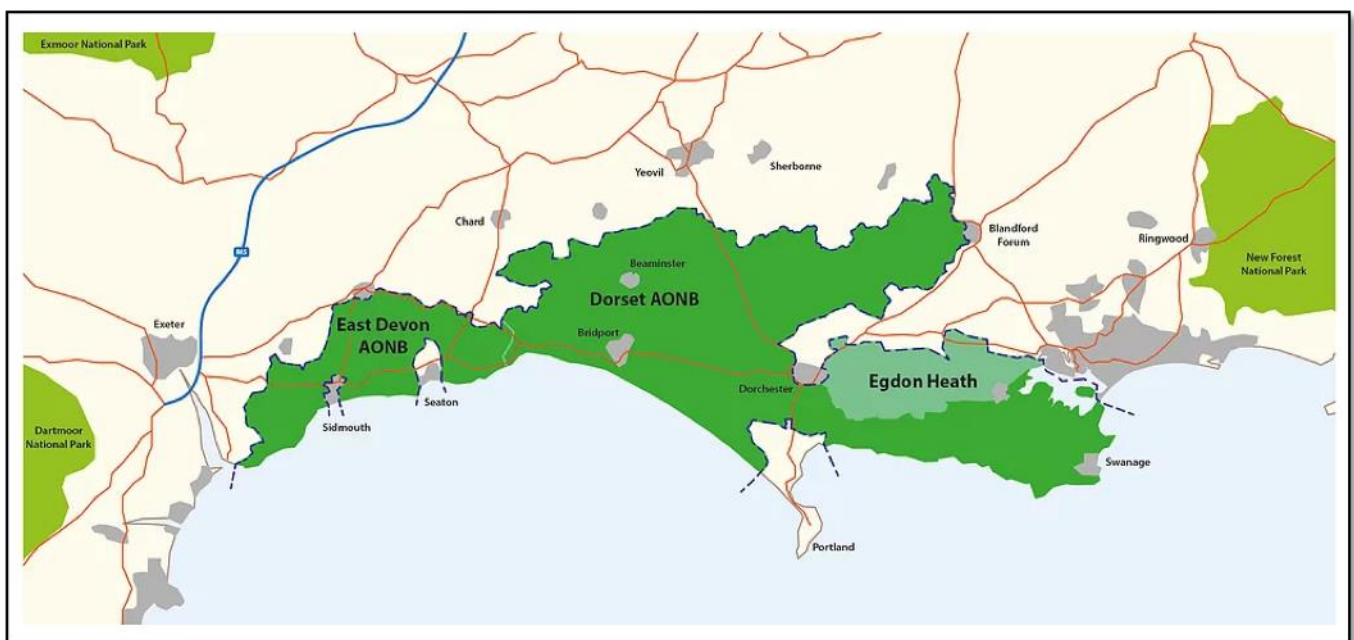 Exmoor National Park
Yeovil
Sherborne
Chard
Blandford
Forum
Ringwood
M5
New Forest
National Park
Beaminster
Dorset AONB
Exeter
East Devon
AONB
Bridport
Egdon Heath
Dorchester
Seaton
Sidmouth
Dartmoor
National Park
Swanage
Portland